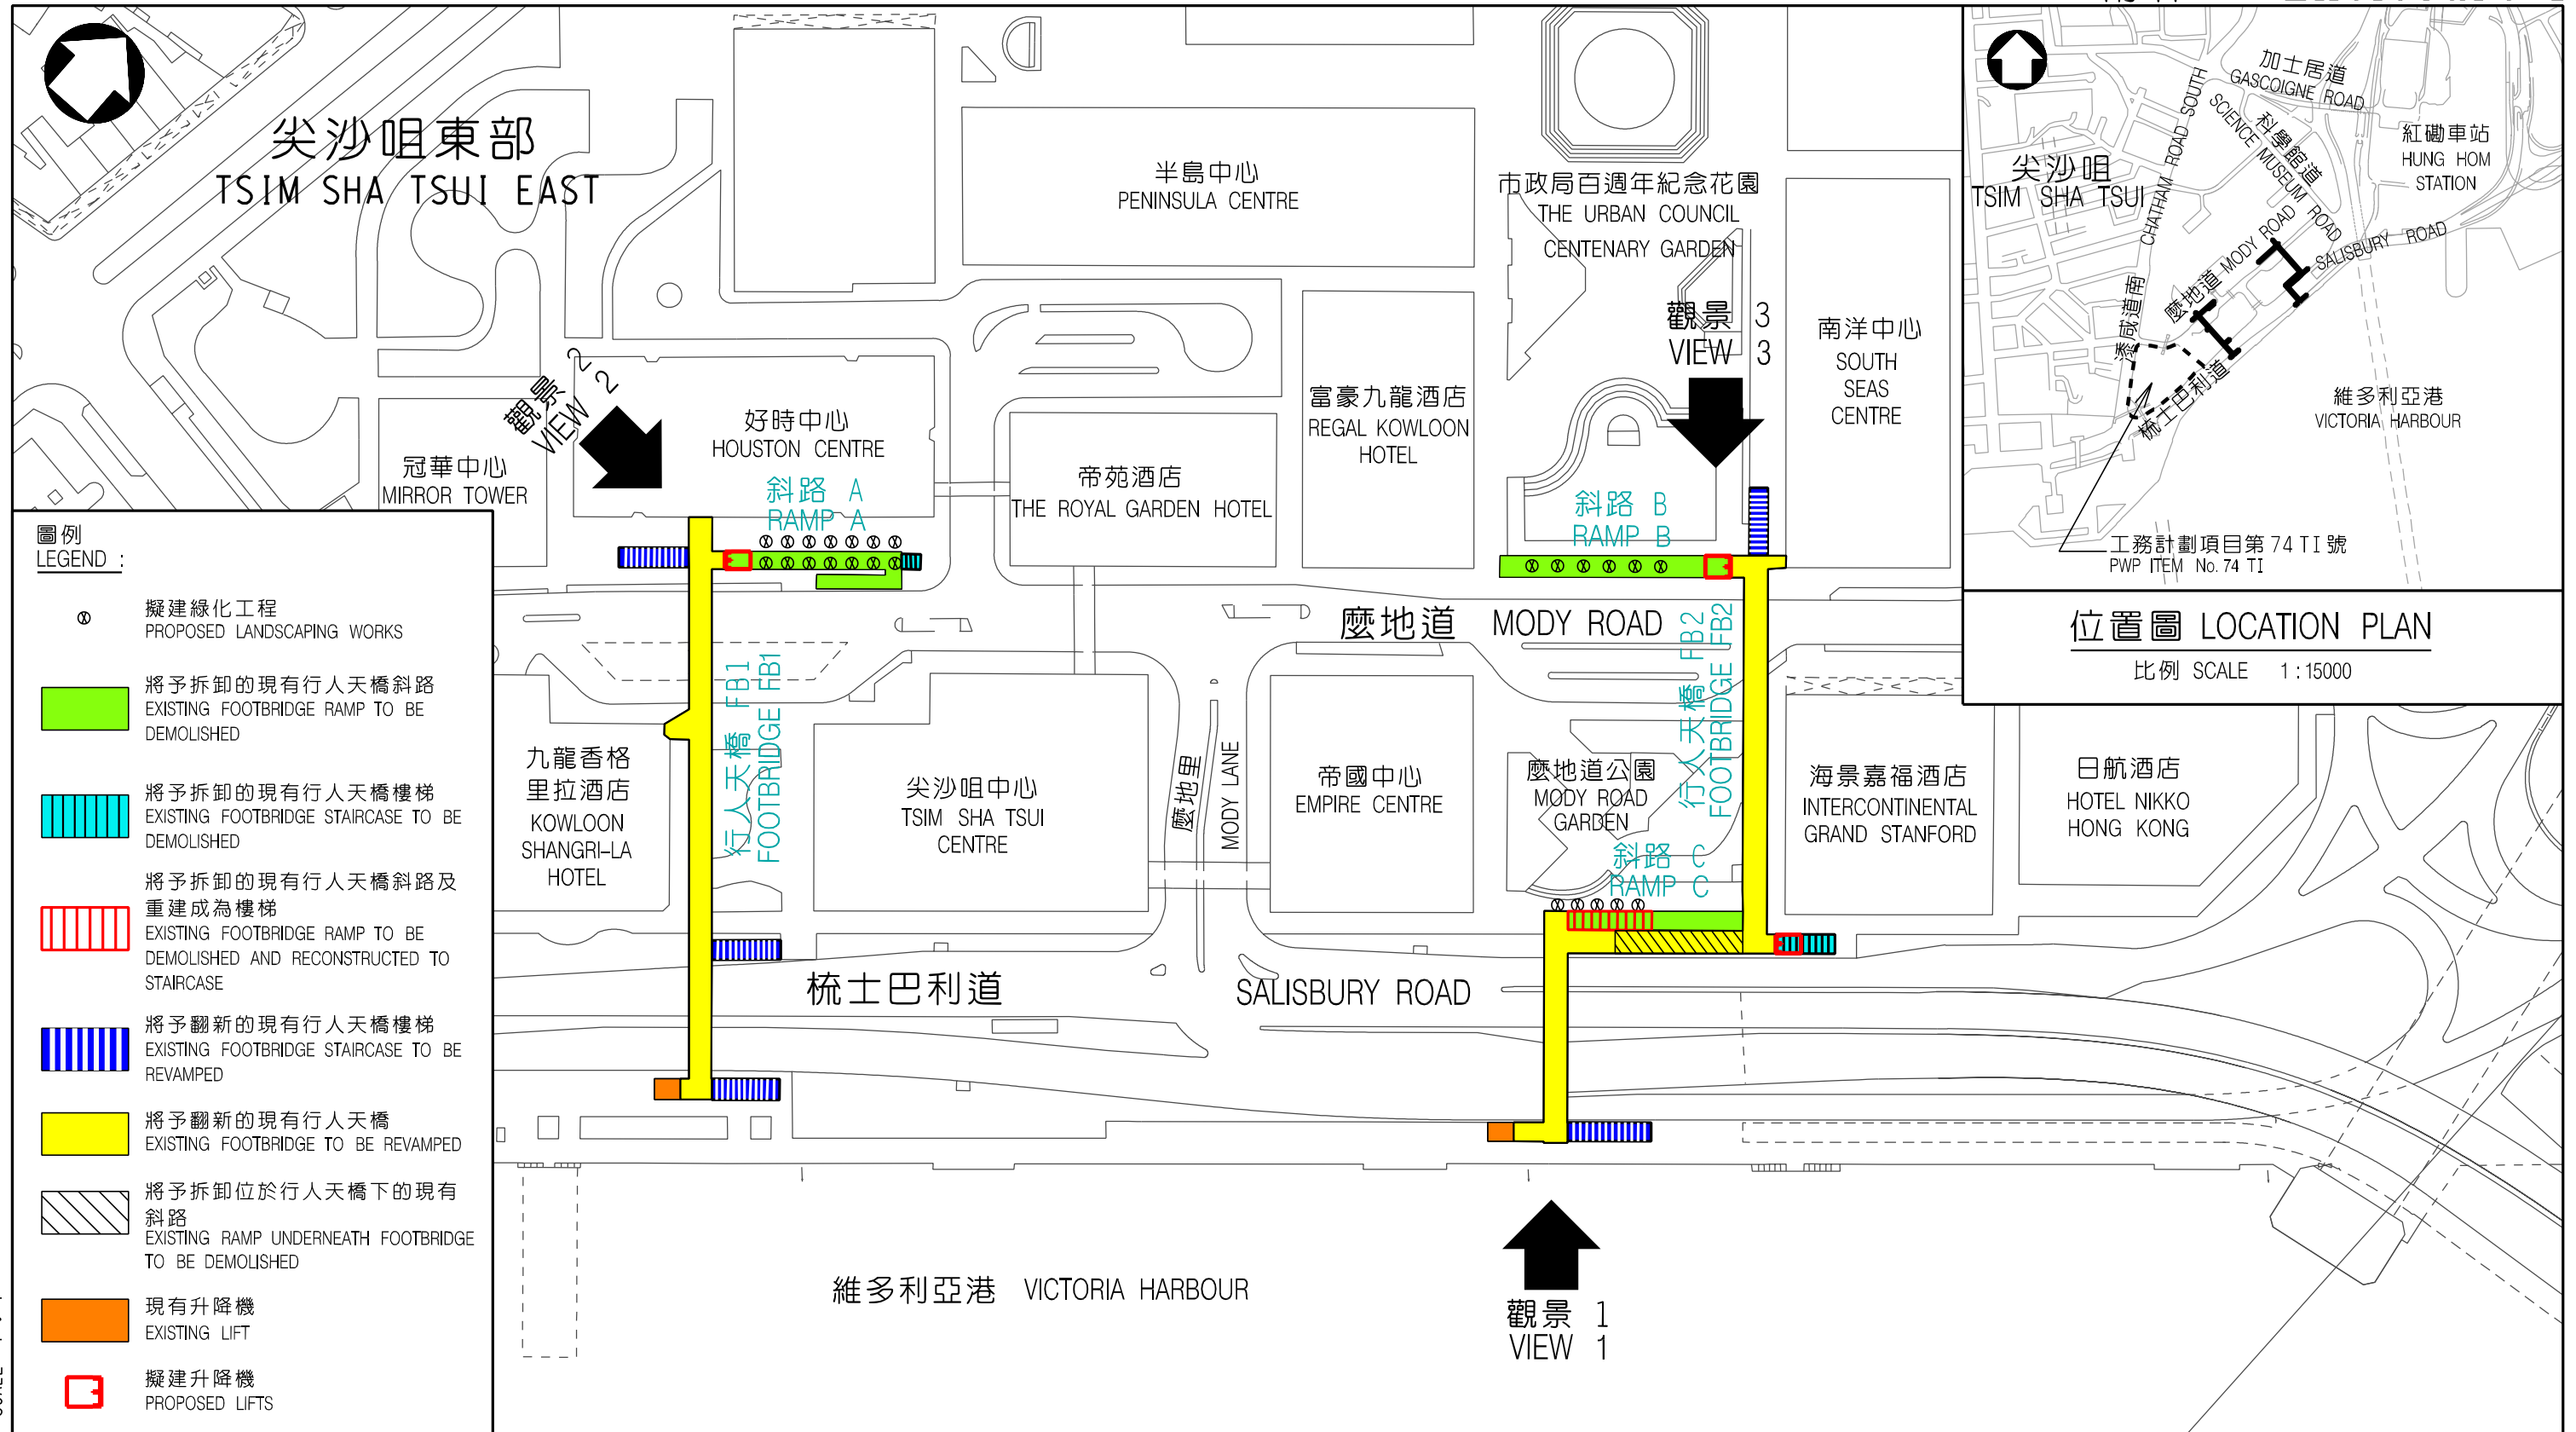 尖沙咀東部
TSIM SHA TSUI EAST
半島中心
PENINSULA CENTRE
市政局百週年紀念花園
THE URBAN COUNCIL
CENTENARY GARDEN
觀景 3
VIEW 3
南洋中心
SOUTH
SEAS
CENTRE
觀景 2
VIEW 2
好時中心
HOUSTON CENTRE
冠華中心
MIRROR TOWER
帝苑酒店
THE ROYAL GARDEN HOTEL
富豪九龍酒店
REGAL KOWLOON
HOTEL
斜路 A
RAMP A
斜路 B
RAMP B
麼地道 MODY ROAD
行人天橋 FB1
FOOTBRIDGE FB1
行人天橋 FB2
FOOTBRIDGE FB2
九龍香格
里拉酒店
KOWLOON
SHANGRI-LA
HOTEL
尖沙咀中心
TSIM SHA TSUI
CENTRE
麼地里
MODY LANE
帝國中心
EMPIRE CENTRE
麼地道公園
MODY ROAD
GARDEN
斜路 C
RAMP C
海景嘉福酒店
INTERCONTINENTAL
GRAND STANFORD
日航酒店
HOTEL NIKKO
HONG KONG
梳士巴利道 SALISBURY ROAD
維多利亞港 VICTORIA HARBOUR
觀景 1
VIEW 1
圖例
LEGEND :
擬建綠化工程
PROPOSED LANDSCAPING WORKS
將予拆卸的現有行人天橋斜路
EXISTING FOOTBRIDGE RAMP TO BE
DEMOLISHED
將予拆卸的現有行人天橋樓梯
EXISTING FOOTBRIDGE STAIRCASE TO BE
DEMOLISHED
將予拆卸的現有行人天橋斜路及
重建成為樓梯
EXISTING FOOTBRIDGE RAMP TO BE
DEMOLISHED AND RECONSTRUCTED TO
STAIRCASE
將予翻新的現有行人天橋樓梯
EXISTING FOOTBRIDGE STAIRCASE TO BE
REVAMPED
將予翻新的現有行人天橋
EXISTING FOOTBRIDGE TO BE REVAMPED
將予拆卸位於行人天橋下的現有
斜路
EXISTING RAMP UNDERNEATH FOOTBRIDGE
TO BE DEMOLISHED
現有升降機
EXISTING LIFT
擬建升降機
PROPOSED LIFTS
加士居道
GASCOIGNE ROAD
CHATHAM ROAD SOUTH
漆咸道南
科學館道
SCIENCE MUSEUM ROAD
紅磡車站
HUNG HOM
STATION
尖沙咀
TSIM SHA TSUI
麼地道 MODY ROAD
SALISBURY ROAD
梳士巴利道
維多利亞港
VICTORIA HARBOUR
工務計劃項目第 74 TI 號
PWP ITEM No. 74 TI
位置圖 LOCATION PLAN
比例 SCALE 1 : 15000